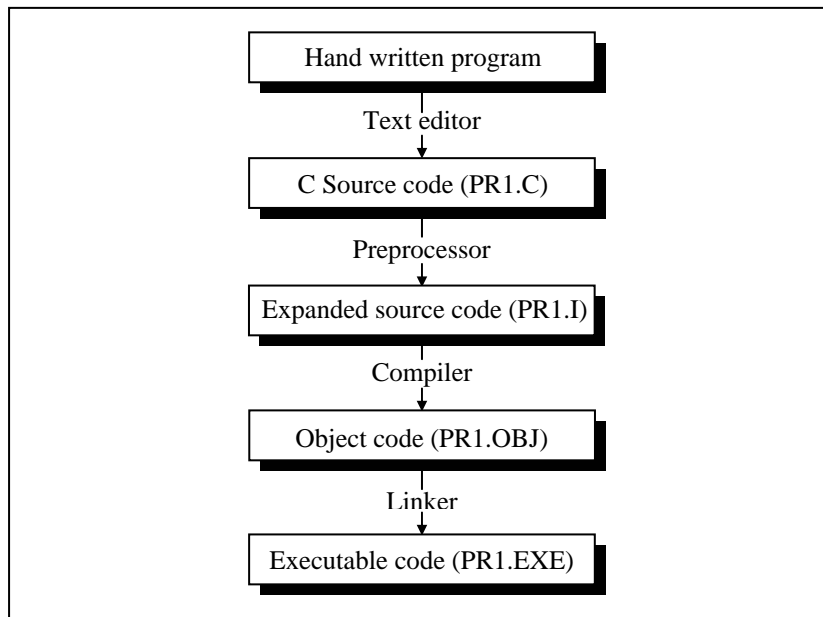 Hand written program
Text editor
C Source code (PR1.C)
Preprocessor
Expanded source code (PR1.I)
Compiler
Object code (PR1.OBJ)
Linker
Executable code (PR1.EXE)